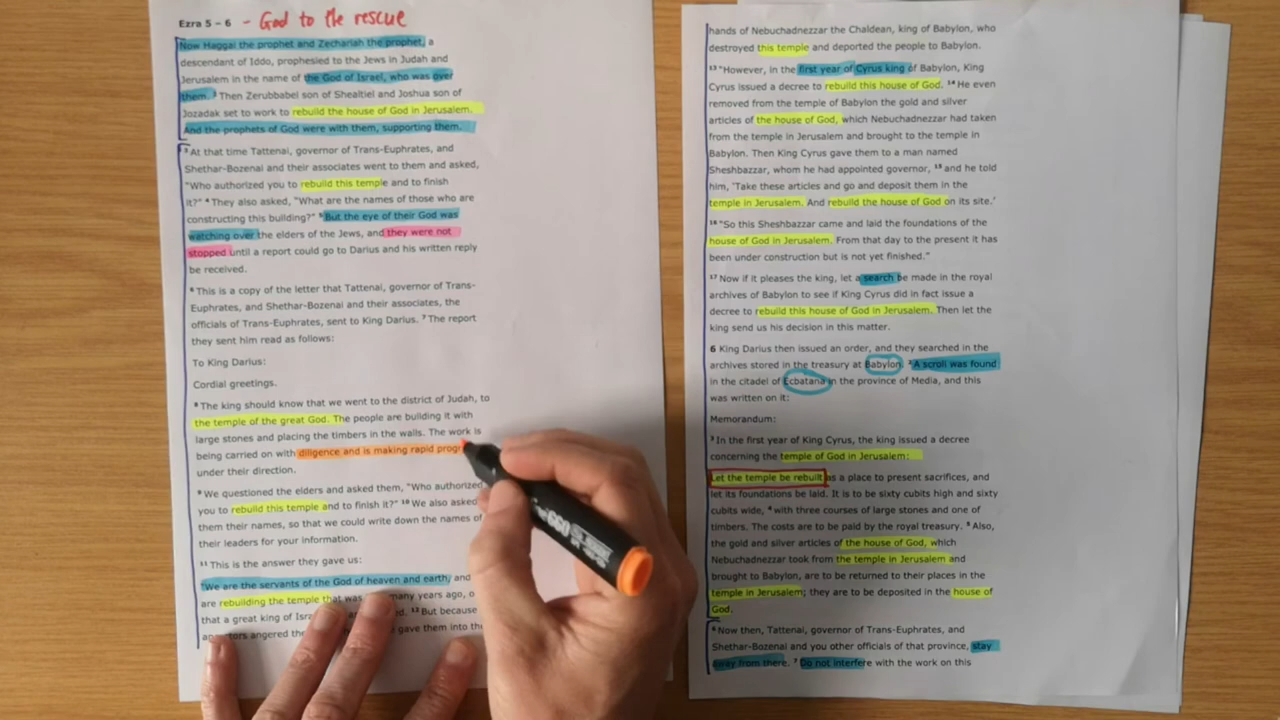 Ezra 5 – 6 - God to the rescue
Now Haggai the prophet and Zechariah the prophet, a
descendant of Iddo, prophesied to the Jews in Judah and
Jerusalem in the name of the God of Israel, who was over
them. ² Then Zerubbabel son of Shealtiel and Joshua son of
Jozadak set to work to rebuild the house of God in Jerusalem.
And the prophets of God were with them, supporting them.
³ At that time Tattenai, governor of Trans-Euphrates, and
Shethar-Bozenai and their associates went to them and asked,
"Who authorized you to rebuild this temple and to finish
it?" ⁴ They also asked, "What are the names of those who are
constructing this building?" ⁵ But the eye of their God was
watching over the elders of the Jews, and they were not
stopped until a report could go to Darius and his written reply
be received.
⁶ This is a copy of the letter that Tattenai, governor of Trans-
Euphrates, and Shethar-Bozenai and their associates, the
officials of Trans-Euphrates, sent to King Darius. ⁷ The report
they sent him read as follows:
To King Darius:
Cordial greetings.
⁸ The king should know that we went to the district of Judah, to
the temple of the great God. The people are building it with
large stones and placing the timbers in the walls. The work is
being carried on with diligence and is making rapid progr
under their direction.
⁹ We questioned the elders and asked them, "Who authorized
you to rebuild this temple and to finish it?" ¹⁰ We also asked
them their names, so that we could write down the names of
their leaders for your information.
¹¹ This is the answer they gave us:
"We are the servants of the God of heaven and earth, and
are rebuilding the temple that was many years ago, o
that a great king of Israel ¹² But because
angered the gave them into the
hands of Nebuchadnezzar the Chaldean, king of Babylon, who
destroyed this temple and deported the people to Babylon.
¹³ "However, in the first year of Cyrus king of Babylon, King
Cyrus issued a decree to rebuild this house of God. ¹⁴ He even
removed from the temple of Babylon the gold and silver
articles of the house of God, which Nebuchadnezzar had taken
from the temple in Jerusalem and brought to the temple in
Babylon. Then King Cyrus gave them to a man named
Sheshbazzar, whom he had appointed governor, ¹⁵ and he told
him, 'Take these articles and go and deposit them in the
temple in Jerusalem. And rebuild the house of God on its site.'
¹⁶ "So this Sheshbazzar came and laid the foundations of the
house of God in Jerusalem. From that day to the present it has
been under construction but is not yet finished."
¹⁷ Now if it pleases the king, let a search be made in the royal
archives of Babylon to see if King Cyrus did in fact issue a
decree to rebuild this house of God in Jerusalem. Then let the
king send us his decision in this matter.
6 King Darius then issued an order, and they searched in the
archives stored in the treasury at Babylon. ² A scroll was found
in the citadel of Ecbatana in the province of Media, and this
was written on it:
Memorandum:
³ In the first year of King Cyrus, the king issued a decree
concerning the temple of God in Jerusalem:
Let the temple be rebuilt as a place to present sacrifices, and
let its foundations be laid. It is to be sixty cubits high and sixty
cubits wide, ⁴ with three courses of large stones and one of
timbers. The costs are to be paid by the royal treasury. ⁵ Also,
the gold and silver articles of the house of God, which
Nebuchadnezzar took from the temple in Jerusalem and
brought to Babylon, are to be returned to their places in the
temple in Jerusalem; they are to be deposited in the house of
God.
⁶ Now then, Tattenai, governor of Trans-Euphrates, and
Shethar-Bozenai and you other officials of that province, stay
away from there. ⁷ Do not interfere with the work on this
660